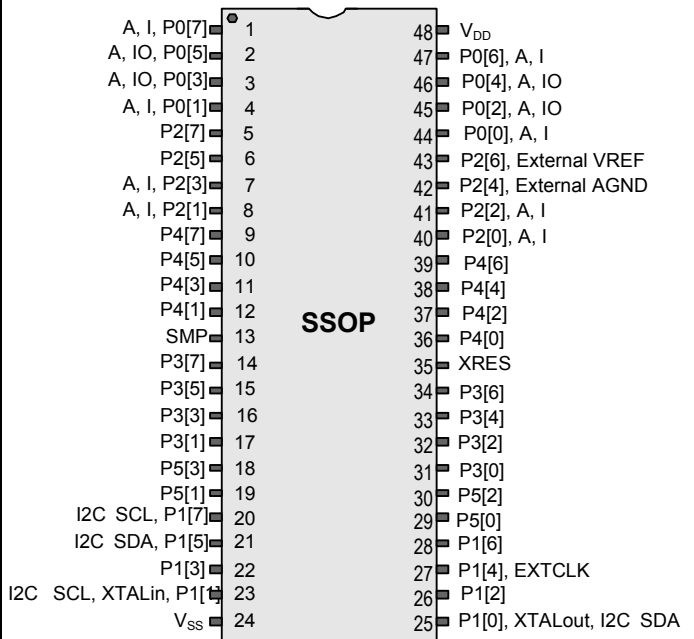 A, I, P0[7] 1 48 VDD
A, IO, P0[5] 2 47 P0[6], A, I
A, IO, P0[3] 3 46 P0[4], A, IO
A, I, P0[1] 4 45 P0[2], A, IO
P2[7] 5 44 P0[0], A, I
P2[5] 6 43 P2[6], External VREF
A, I, P2[3] 7 42 P2[4], External AGND
A, I, P2[1] 8 41 P2[2], A, I
P4[7] 9 40 P2[0], A, I
P4[5] 10 39 P4[6]
P4[3] 11 38 P4[4]
P4[1] 12 37 P4[2]
SSOP
SMP 13 36 P4[0]
P3[7] 14 35 XRES
P3[5] 15 34 P3[6]
P3[3] 16 33 P3[4]
P3[1] 17 32 P3[2]
P5[3] 18 31 P3[0]
P5[1] 19 30 P5[2]
I2C SCL, P1[7] 20 29 P5[0]
I2C SDA, P1[5] 21 28 P1[6]
P1[3] 22 27 P1[4], EXTCLK
I2C SCL, XTALin, P1[1] 23 26 P1[2]
VSS 24 25 P1[0], XTALout, I2C SDA